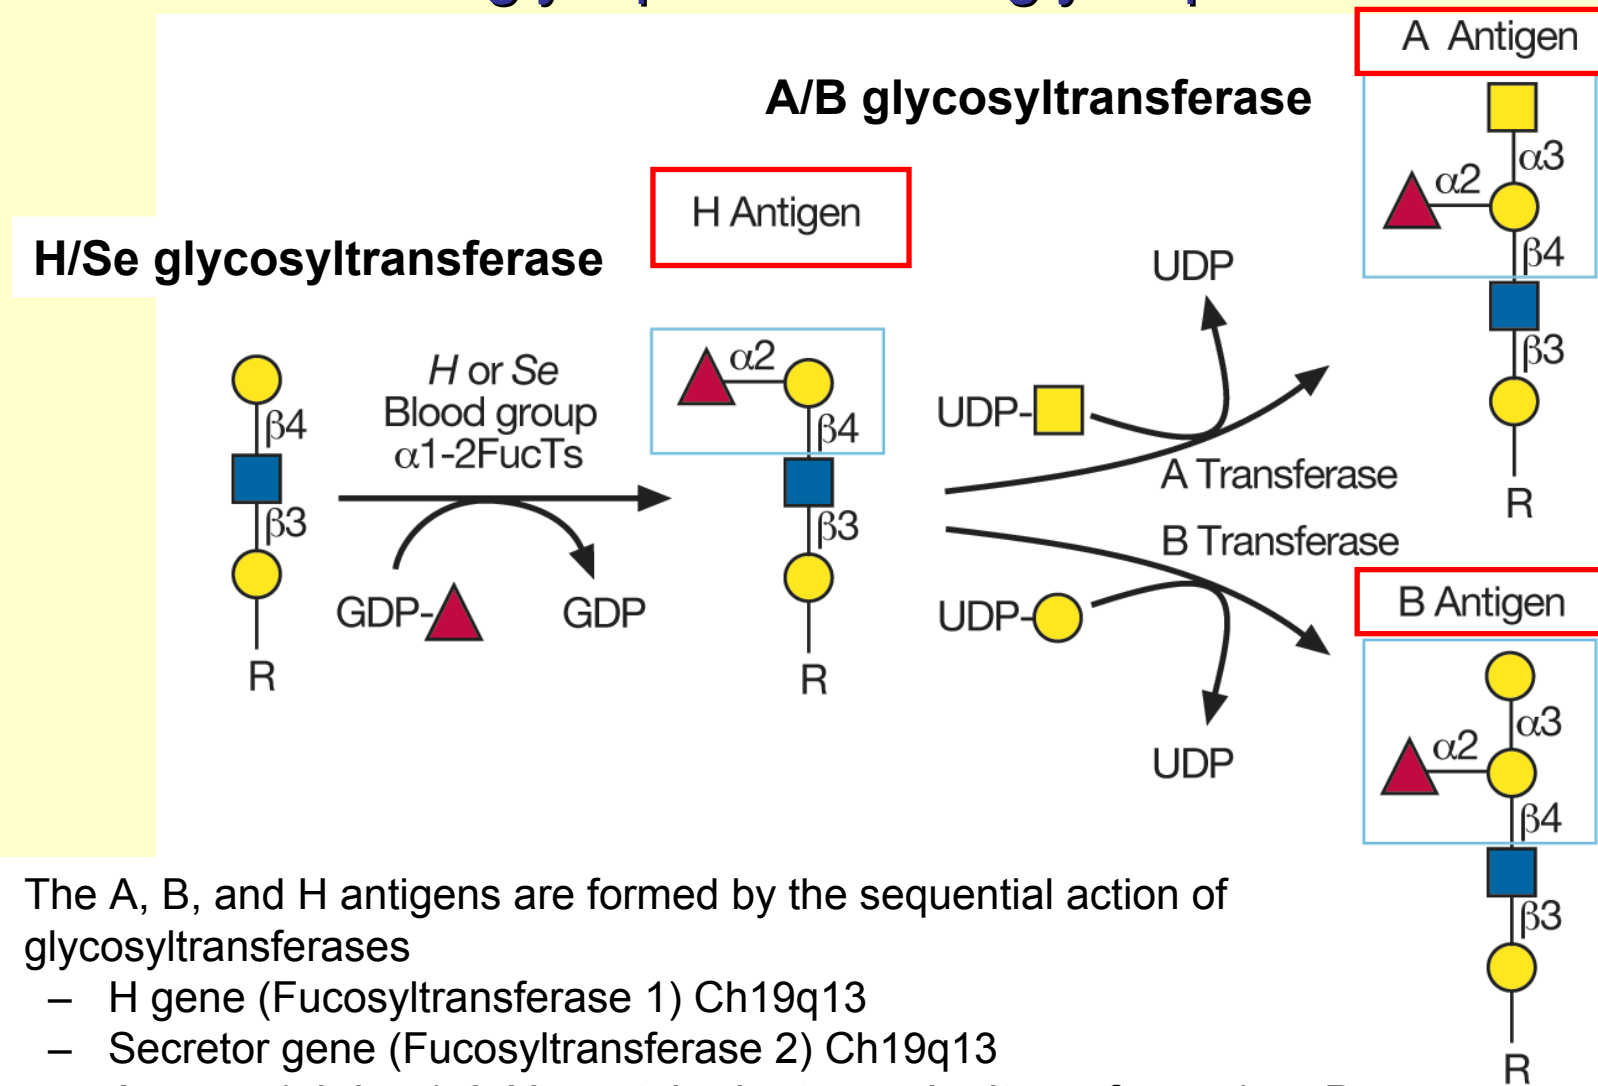 A Antigen
A/B glycosyltransferase
α3
α2
H Antigen
β4
H/Se glycosyltransferase
UDP
β3
H or Se
Blood group
α1-2FucTs
α2
β4
β4
UDP-
A Transferase
R
β3
β3
B Transferase
B Antigen
GDP-
GDP
UDP-
R
R
α3
α2
UDP
β4
The A, B, and H antigens are formed by the sequential action of
glycosyltransferases
β3
– H gene (Fucosyltransferase 1) Ch19q13
– Secretor gene (Fucosyltransferase 2) Ch19q13
R